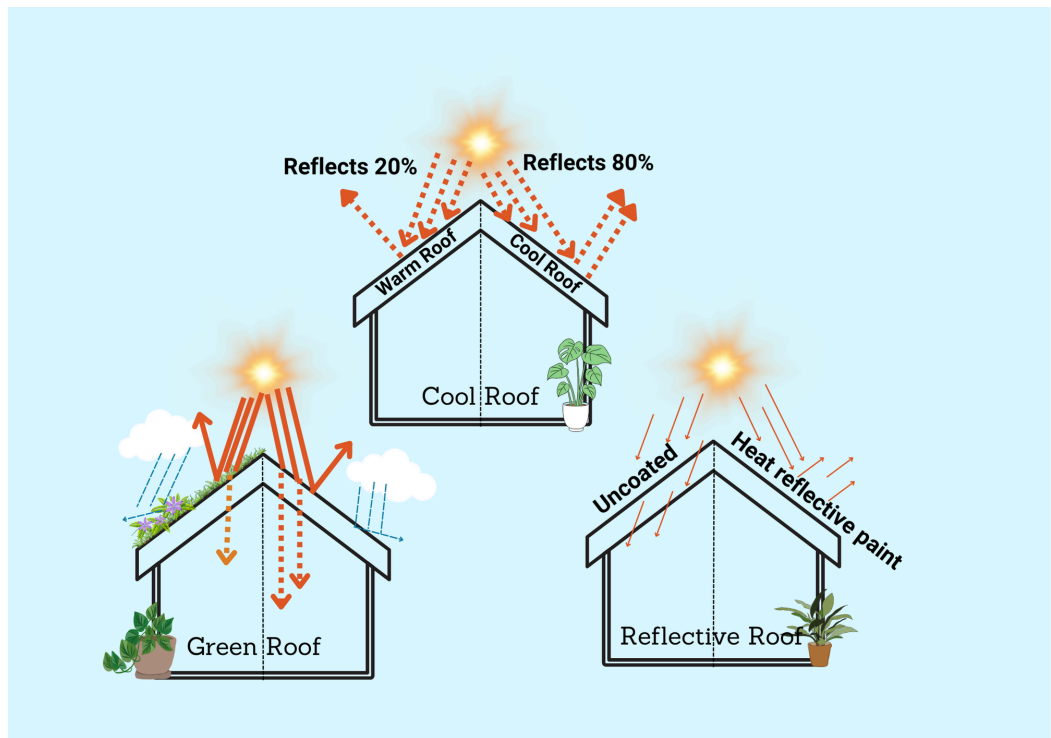 Reflects 20%
Reflects 80%
Warm Roof
Cool Roof
Cool Roof
Green Roof
Uncoated
Heat reflective paint
Reflective Roof